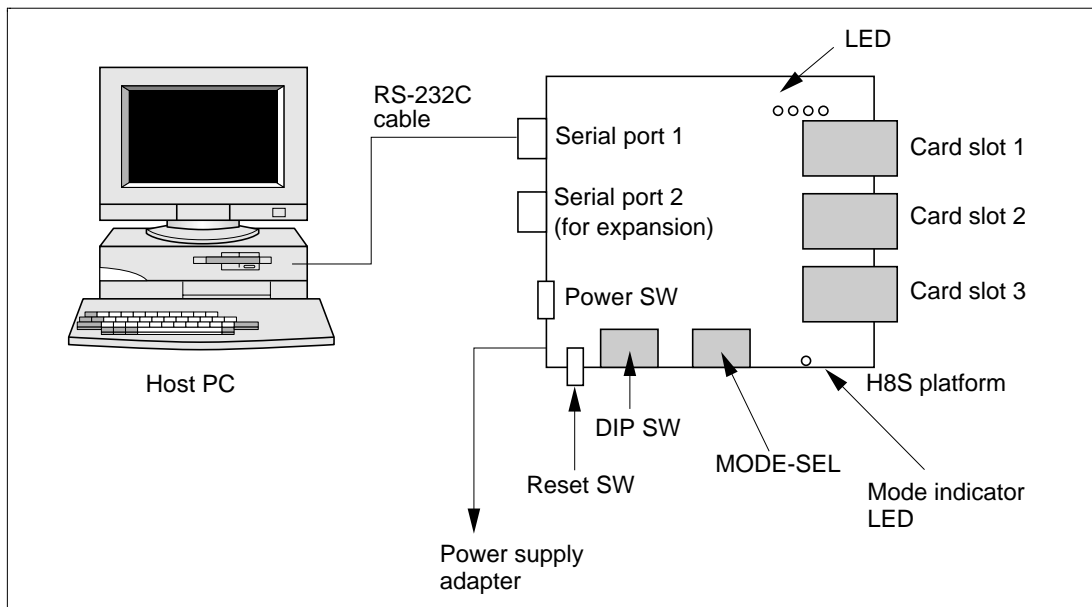 LED
RS-232C
cable
Serial port 1
Card slot 1
Serial port 2
(for expansion)
Card slot 2
Card slot 3
Power SW
Host PC
H8S platform
DIP SW
MODE-SEL
Reset SW
Mode indicator
LED
Power supply
adapter